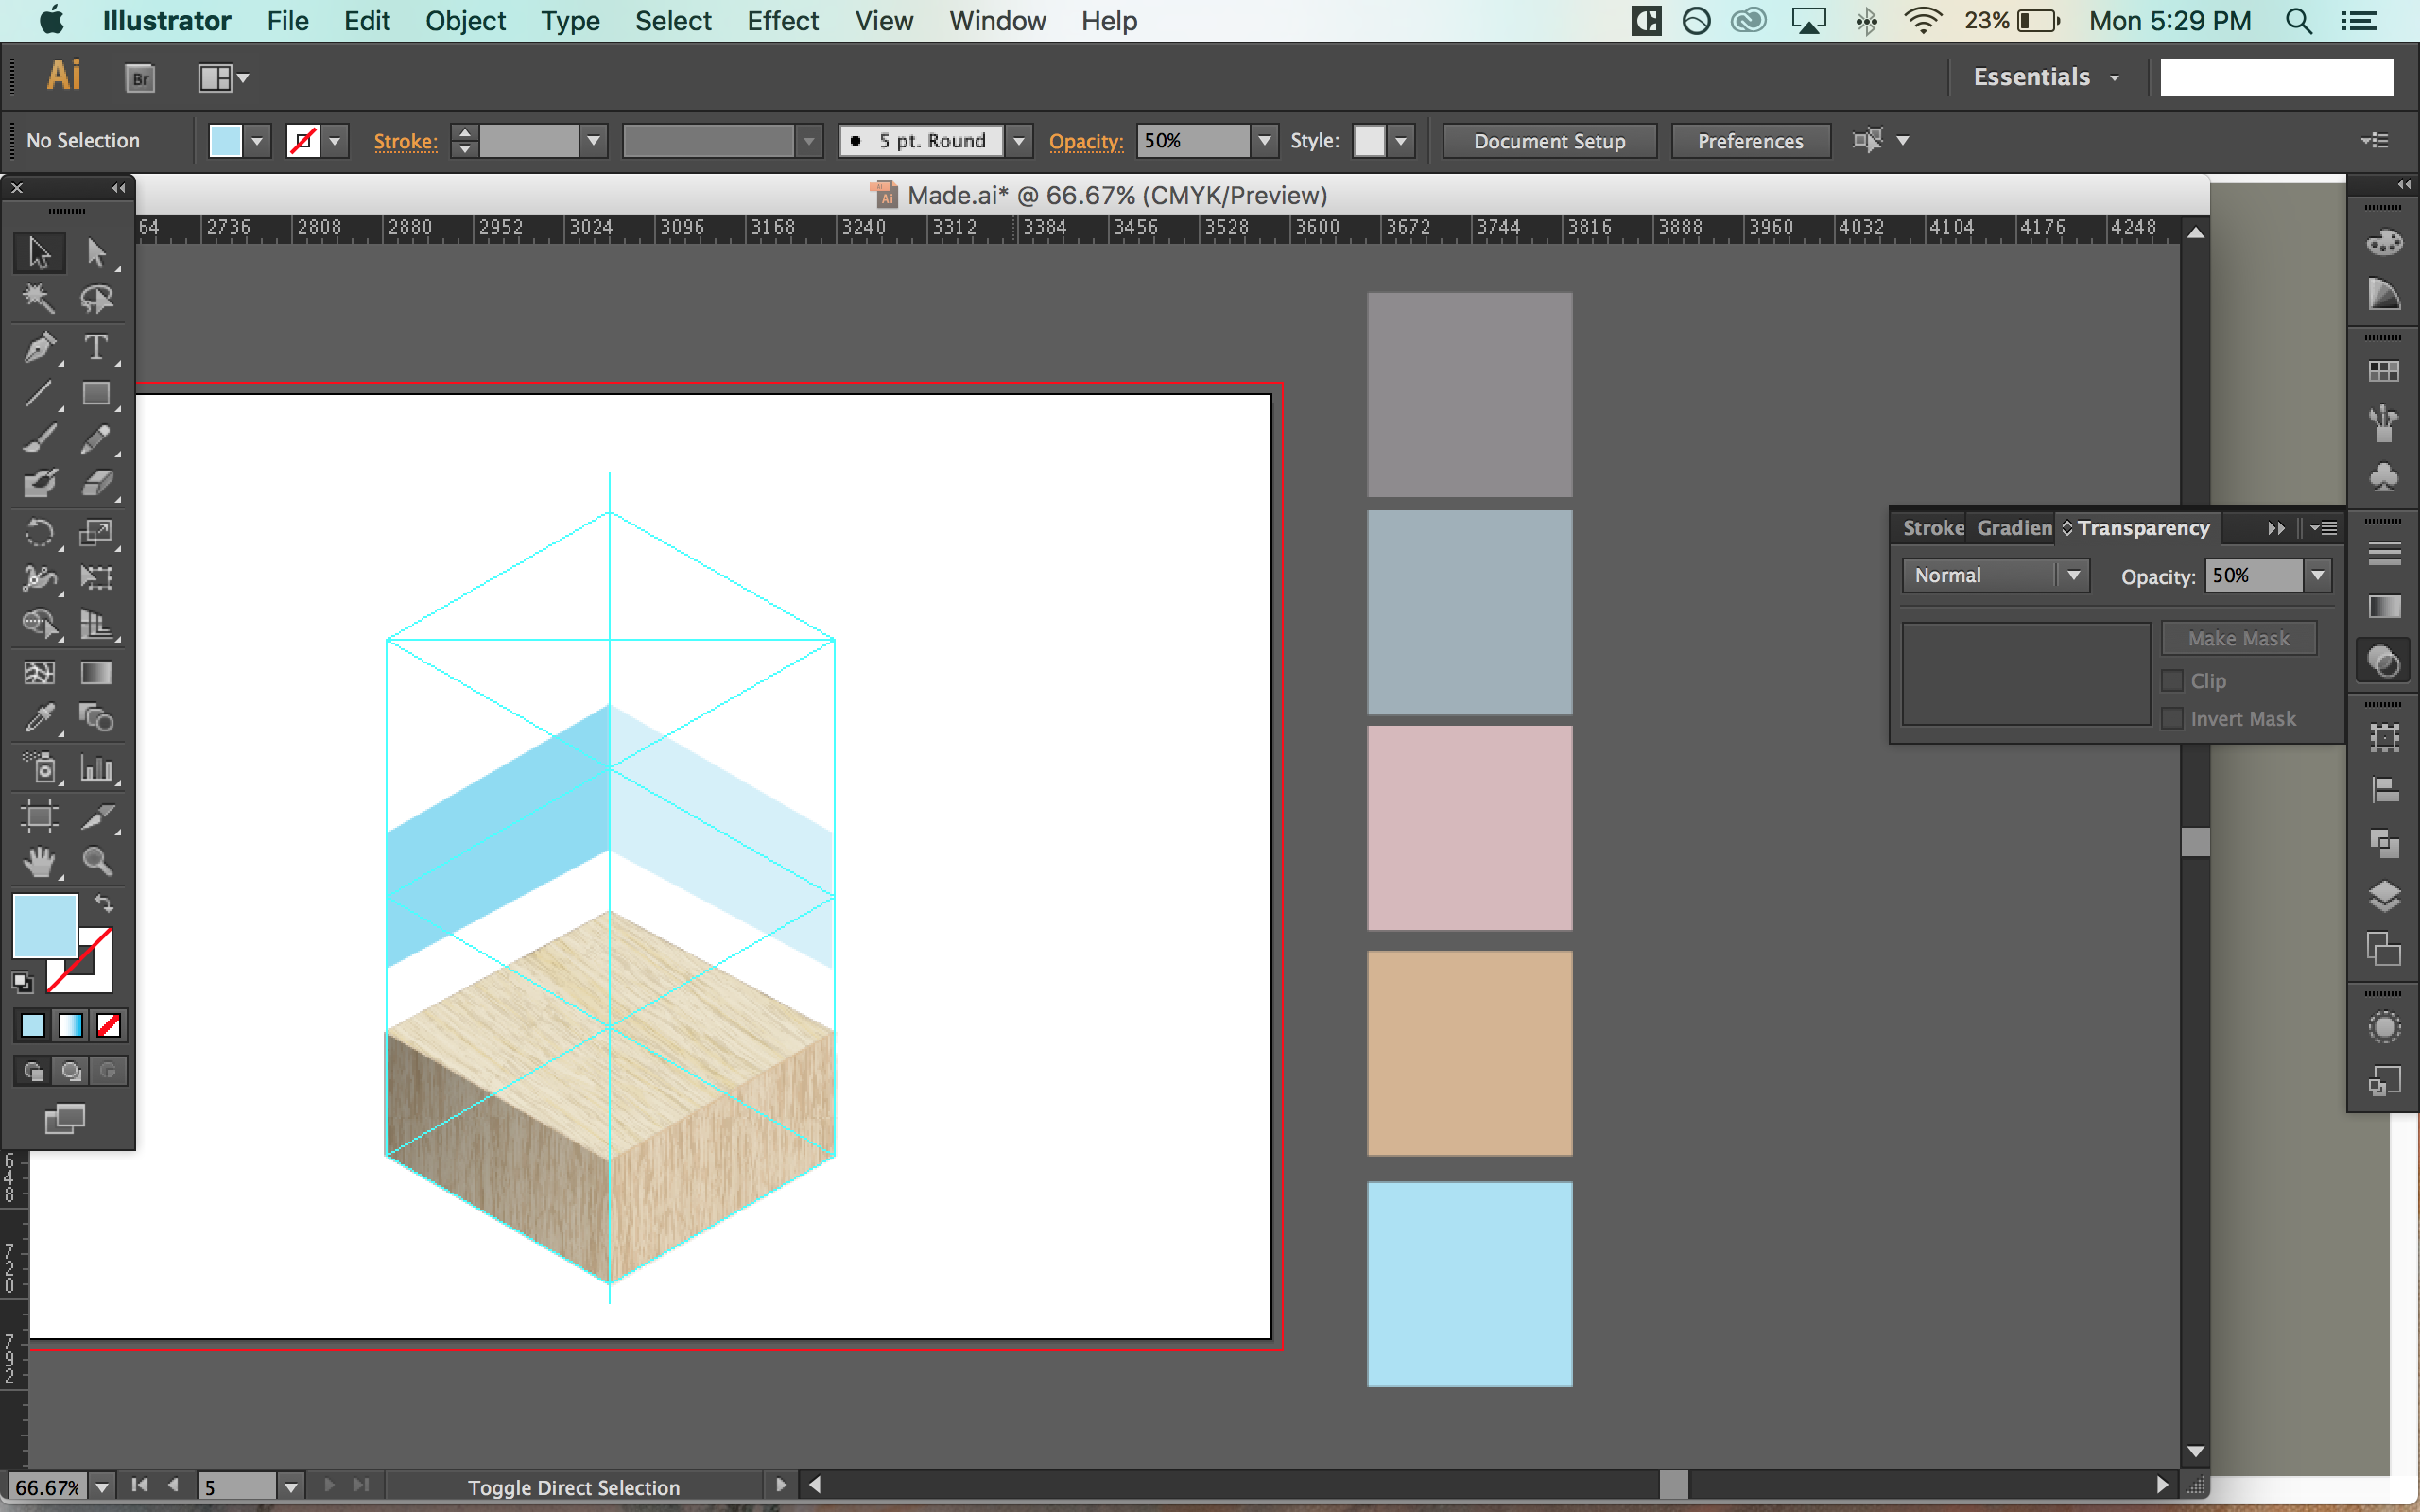 Illustrator File Edit Object Type Select Effect View Window Help 23% Mon 5:29 PM
Ai Br Essentials
No Selection Stroke: 5 pt. Round Opacity: 50% Style: Document Setup Preferences
Made.ai* @ 66.67% (CMYK/Preview)
64 2736 2808 2880 2952 3024 3096 3168 3240 3312 3384 3456 3528 3600 3672 3744 3816 3888 3960 4032 4104 4176 4248
Stroke Gradien Transparency
Normal Opacity: 50%
Make Mask
Clip
Invert Mask
648
720
792
66.67% 5 Toggle Direct Selection